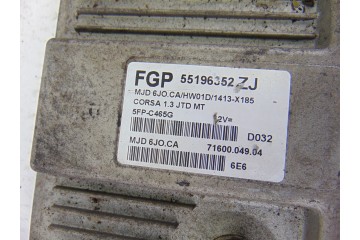 FGP 55196352 ZJ
MJD 6JO.CA/HW01D/1413-X185
CORSA 1.3 JTD MT
5FP-C465G 12V=
D032
MJD 6JO.CA 71600.049.04
6E6